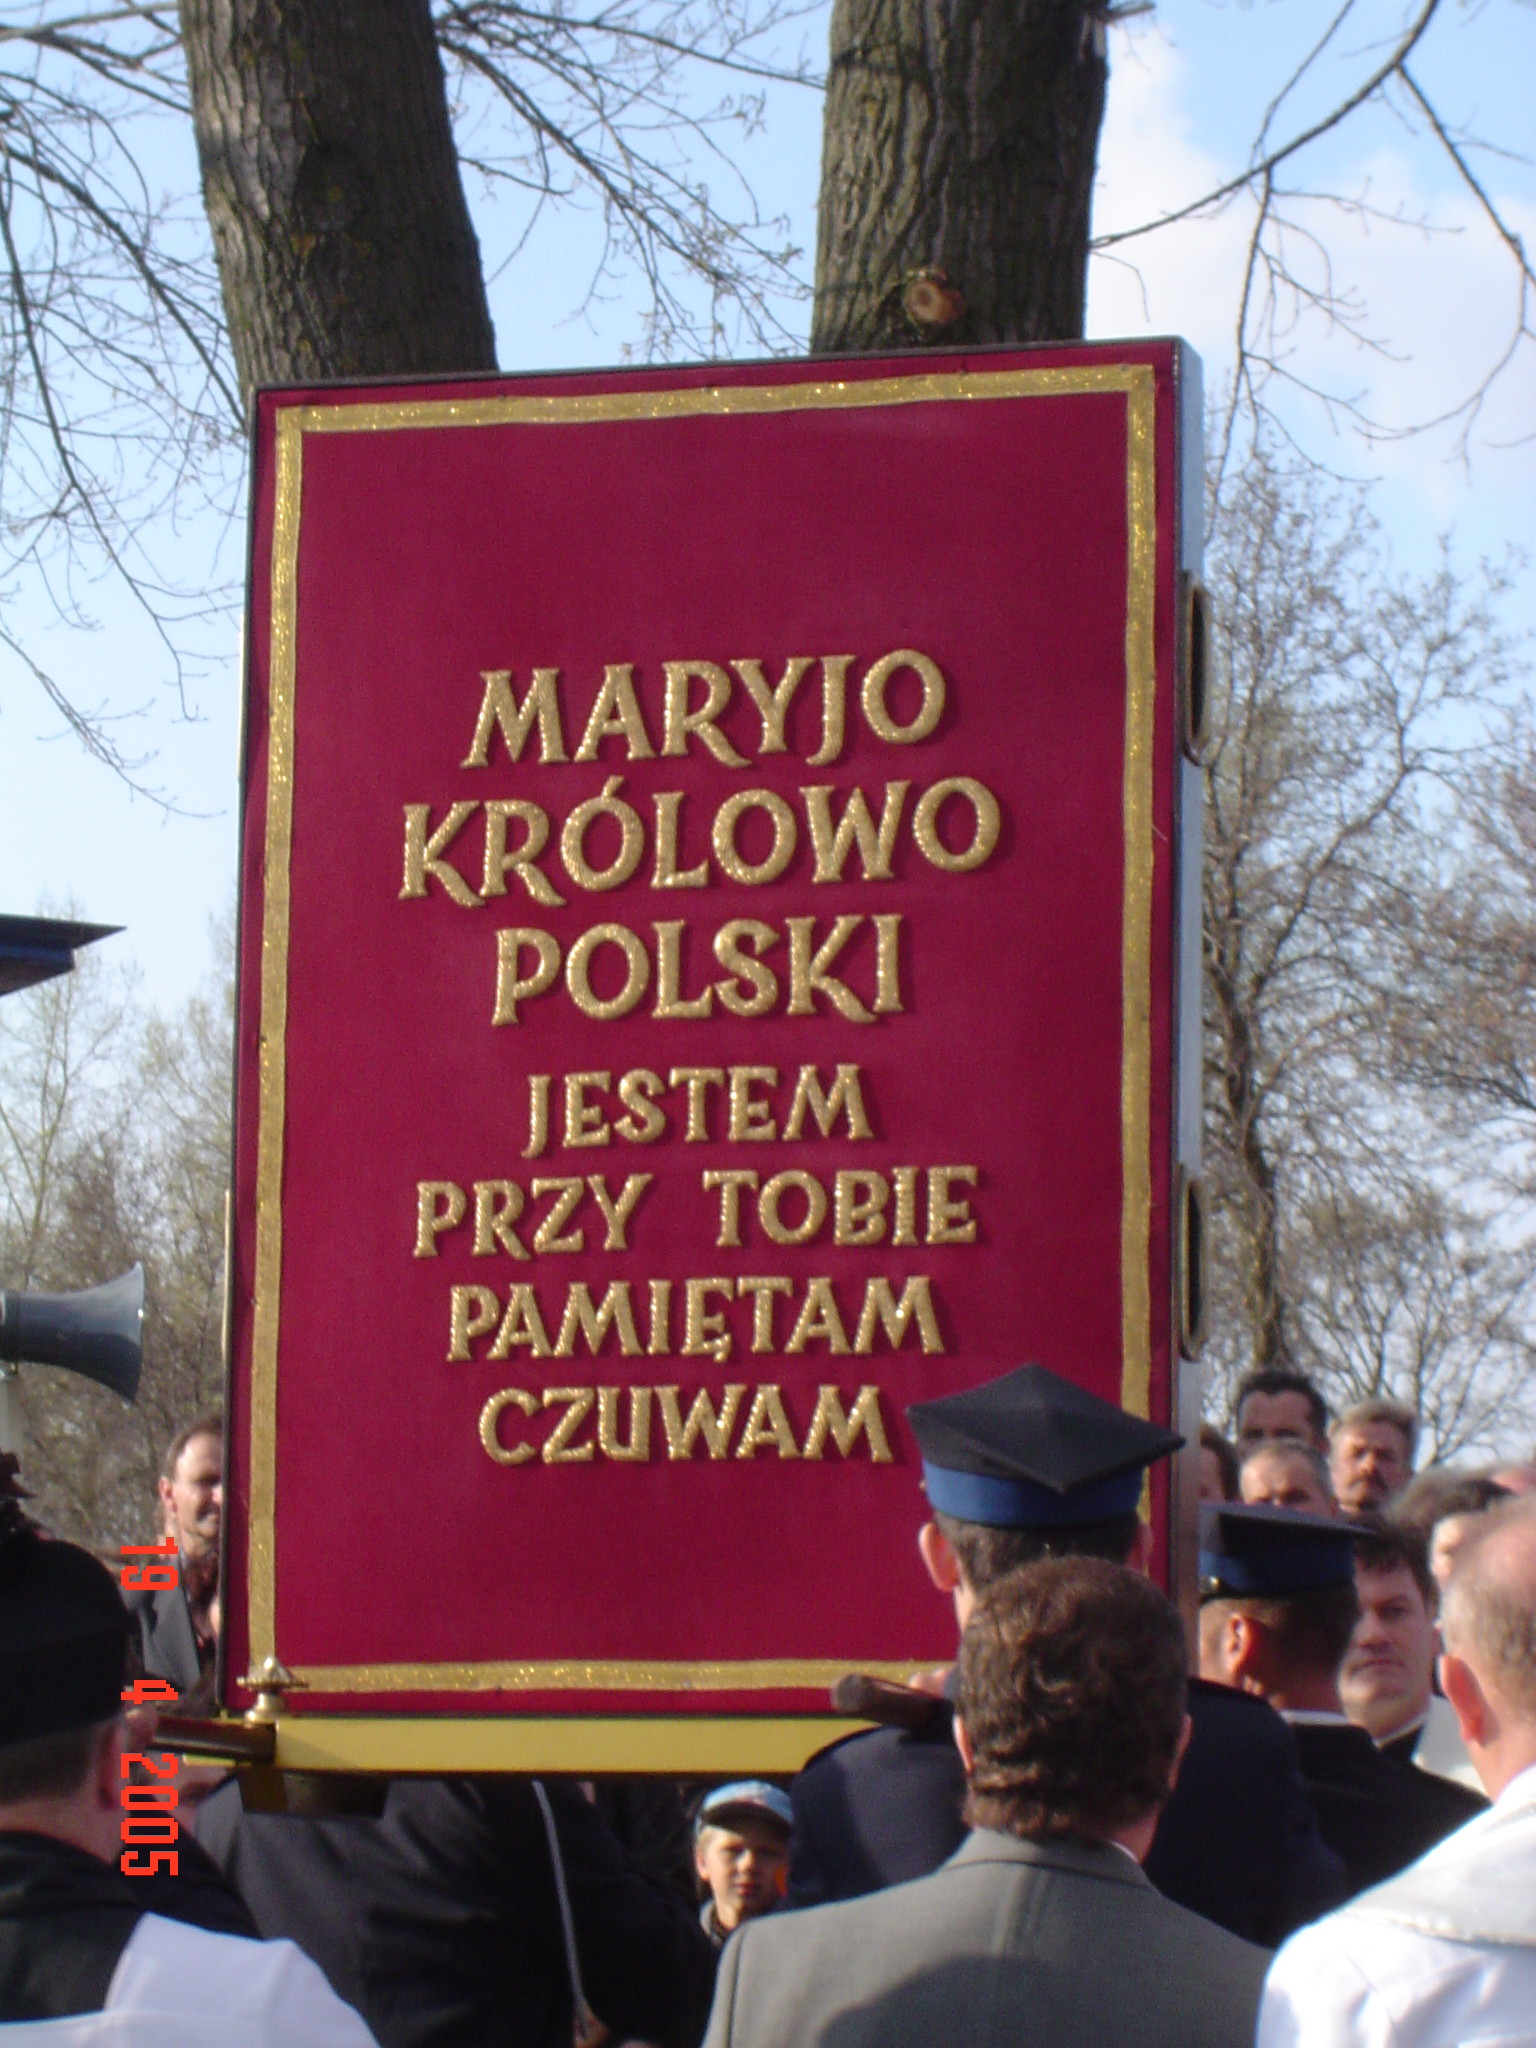 MARYJO
KRÓLOWO
POLSKI
JESTEM
PRZY TOBIE
PAMIĘTAM
CZUWAM
19 4 2005